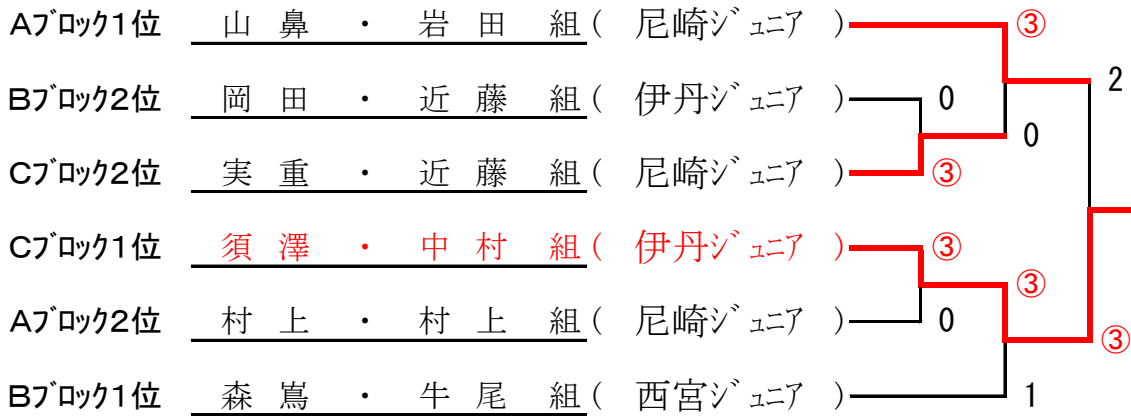 Aブロック1位 山鼻・岩田 組( 尼崎ジュニア ) ③
2
Bブロック2位 岡田・近藤 組( 伊丹ジュニア ) 0
0
Cブロック2位 実重・近藤 組( 尼崎ジュニア ) ③
Cブロック1位 須澤・中村 組( 伊丹ジュニア ) ③
③
Aブロック2位 村上・村上 組( 尼崎ジュニア ) 0
③
Bブロック1位 森嶌・牛尾 組( 西宮ジュニア ) 1